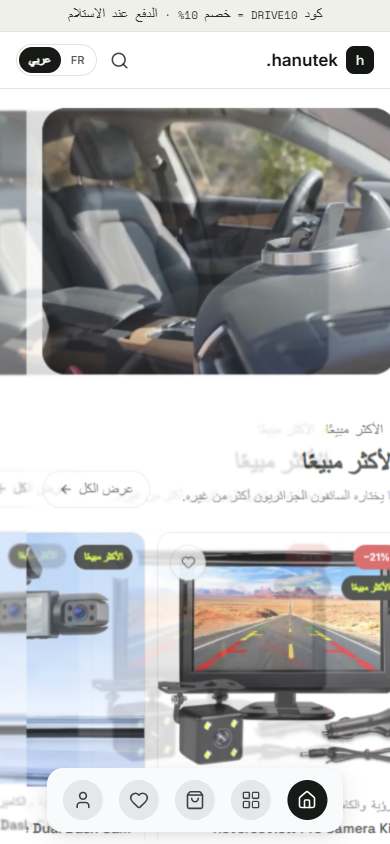 كود DRIVE10 = خصم 10% · الدفع عند الاستلام
hanutek.
h
FR
عربي
الأكثر مبيعًا
الأكثر مبيعًا
يختاره السائقون الجزائريون أكثر من غيره.
عرض الكل ←
-21%
الأكثر مبيعًا
الأكثر مبيعًا